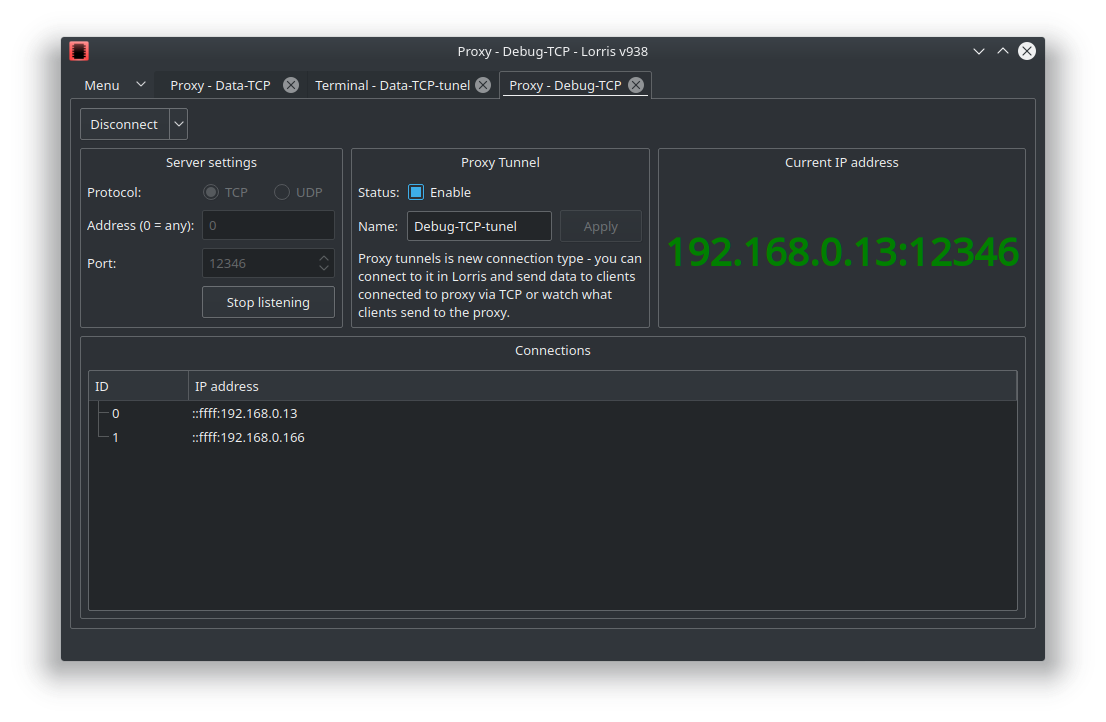 Proxy - Debug-TCP - Lorris v938
Menu
Proxy - Data-TCP
Terminal - Data-TCP-tunel
Proxy - Debug-TCP
Disconnect
Server settings
Protocol:
TCP
UDP
Address (0 = any):
0
Port:
12346
Stop listening
Proxy Tunnel
Status:
Enable
Name:
Debug-TCP-tunel
Apply
Proxy tunnels is new connection type - you can
connect to it in Lorris and send data to clients
connected to proxy via TCP or watch what
clients send to the proxy.
Current IP address
192.168.0.13:12346
Connections
ID
IP address
0
::ffff:192.168.0.13
1
::ffff:192.168.0.166